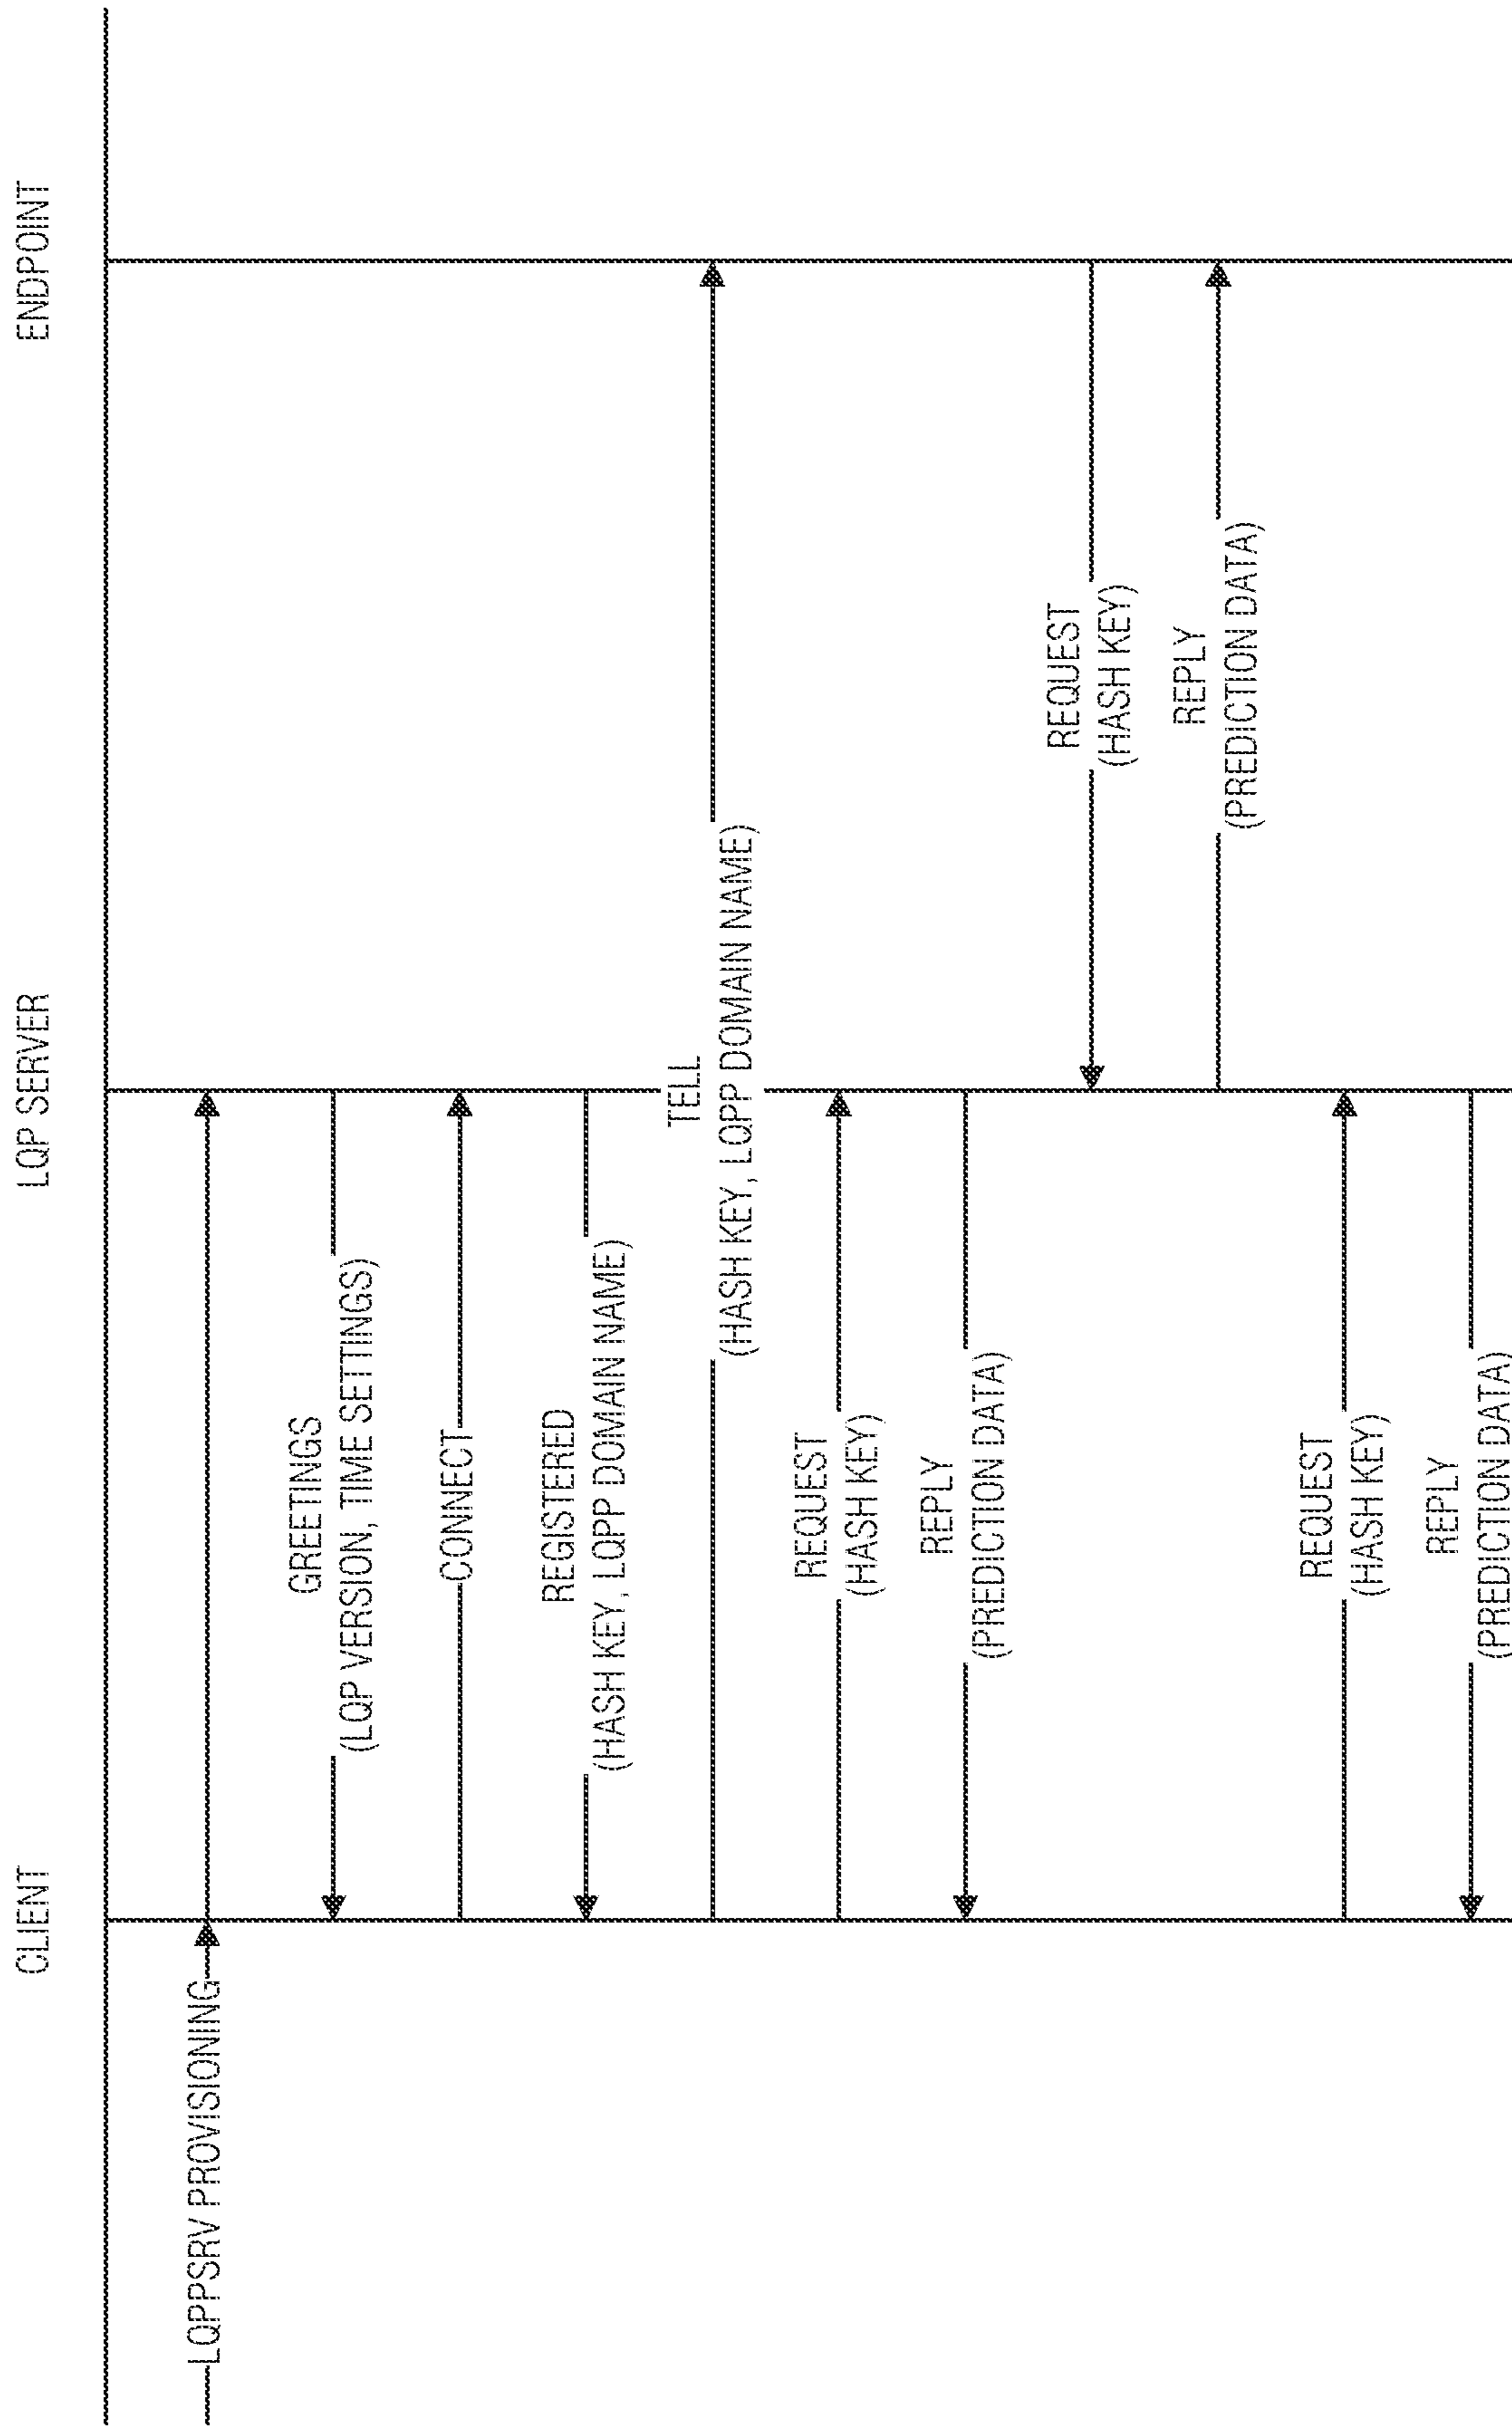 CLIENT
LQP SERVER
ENDPOINT
LQPPSRV PROVISIONING
GREETINGS
(LQP VERSION, TIME SETTINGS)
CONNECT
REGISTERED
(HASH KEY, LQPP DOMAIN NAME)
TELL
(HASH KEY, LQPP DOMAIN NAME)
REQUEST
(HASH KEY)
REPLY
(PREDICTION DATA)
REQUEST
(HASH KEY)
REPLY
(PREDICTION DATA)
REQUEST
(HASH KEY)
REPLY
(PREDICTION DATA)